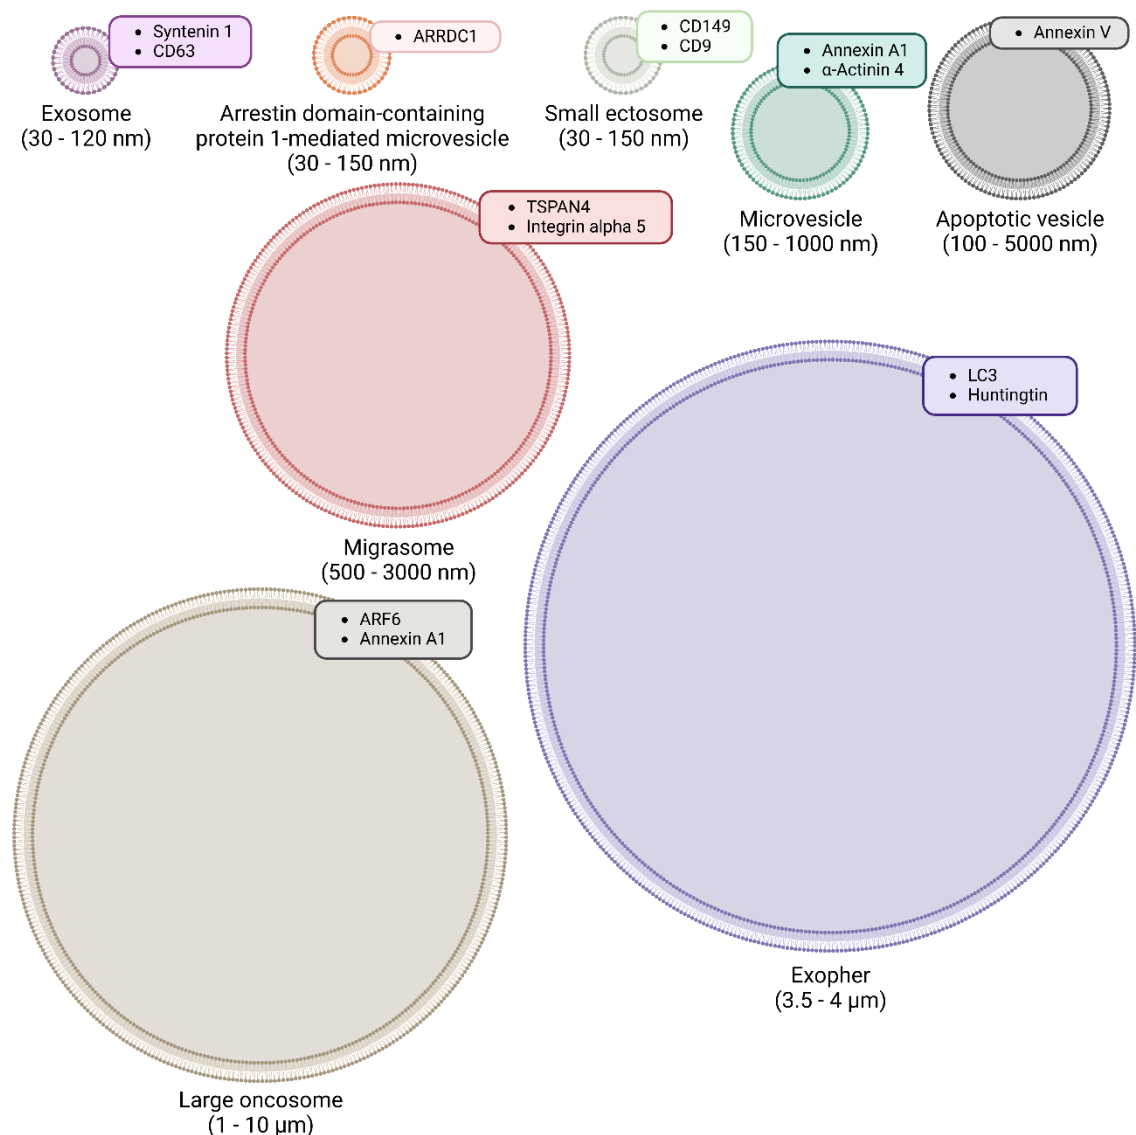 Syntenin 1
CD63
Exosome
(30 - 120 nm)
ARRDC1
Arrestin domain-containing
protein 1-mediated microvesicle
(30 - 150 nm)
CD149
CD9
Small ectosome
(30 - 150 nm)
Annexin A1
α-Actinin 4
Microvesicle
(150 - 1000 nm)
Annexin V
Apoptotic vesicle
(100 - 5000 nm)
TSPAN4
Integrin alpha 5
Migrasome
(500 - 3000 nm)
LC3
Huntingtin
Exopher
(3.5 - 4 µm)
ARF6
Annexin A1
Large oncosome
(1 - 10 µm)